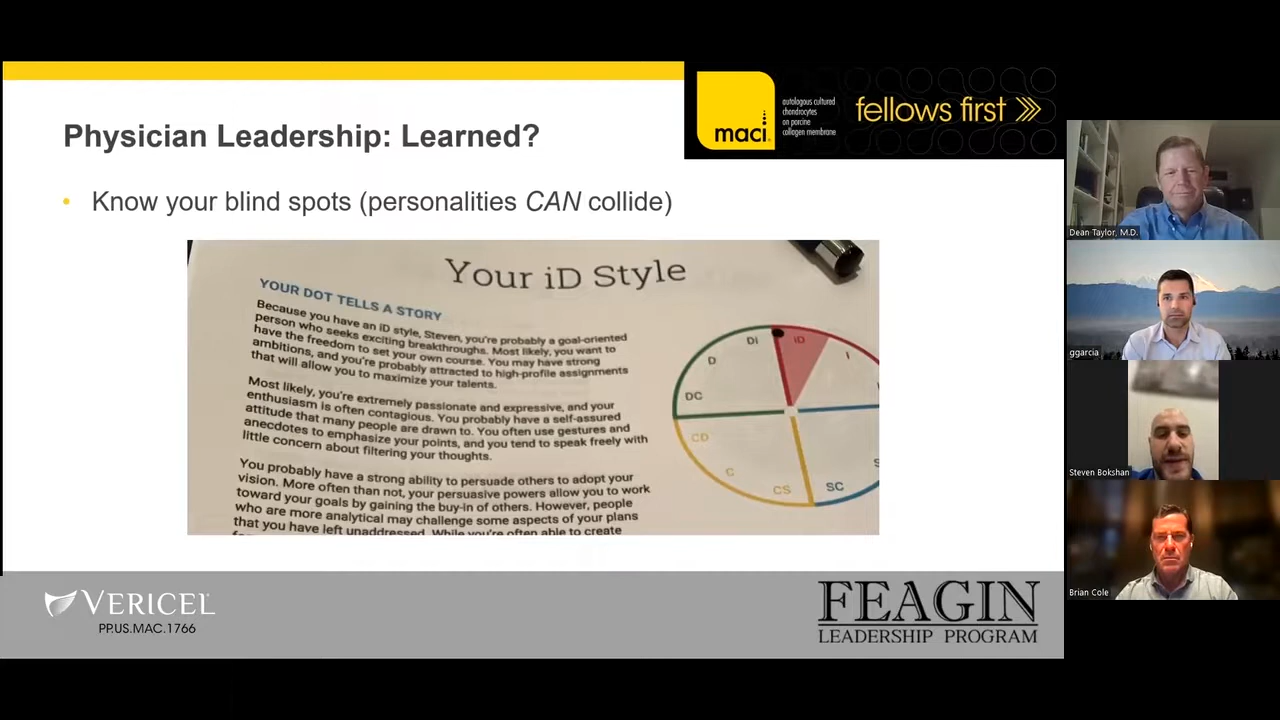 maci
autologous cultured
chondrocytes
on porcine
collagen membrane
fellows first
Physician Leadership: Learned?
• Know your blind spots (personalities CAN collide)
Your iD Style
YOUR DOT TELLS A STORY
Because you have an iD style, Steven, you're probably a goal-oriented
person who seeks exciting breakthroughs. Most likely, you want to
have the freedom to set your own course. You may have strong
ambitions, and you're probably attracted to high-profile assignments
that will allow you to maximize your talents.
Most likely, you're extremely passionate and expressive, and your
enthusiasm is often contagious. You probably have a self-assured
attitude that many people are drawn to. You often use gestures and
anecdotes to emphasize your points, and you tend to speak freely with
little concern about filtering your thoughts.
You probably have a strong ability to persuade others to adopt your
vision. More often than not, your persuasive powers allow you to work
toward your goals by gaining the buy-in of others. However, people
who are more analytical may challenge some aspects of your plans
that you have left unaddressed. While you're often able to create
DI
iD
D
I
DC
CD
C
CS
SC
S
VERICEL
PP.US.MAC.1766
FEAGIN
LEADERSHIP PROGRAM
Dean Taylor, M.D.
ggarcia
Steven Bokshan
Brian Cole